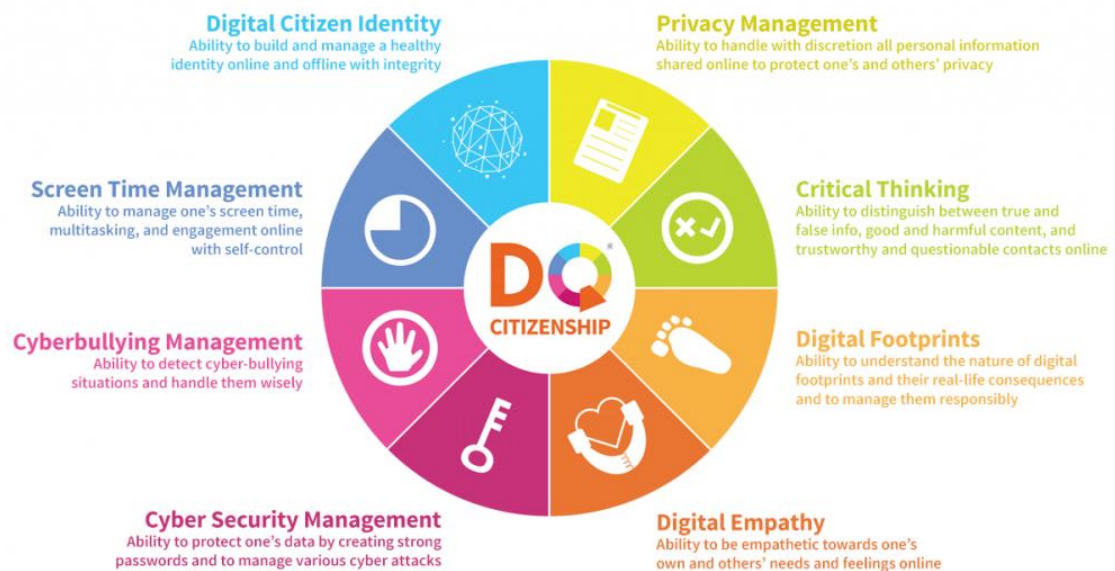 Digital Citizen Identity
Ability to build and manage a healthy
identity online and offline with integrity
Privacy Management
Ability to handle with discretion all personal information
shared online to protect one's and others' privacy
Screen Time Management
Ability to manage one's screen time,
multitasking, and engagement online
with self-control
Critical Thinking
Ability to distinguish between true and
false info, good and harmful content, and
trustworthy and questionable contacts online
DQ®
CITIZENSHIP
Cyberbullying Management
Ability to detect cyber-bullying
situations and handle them wisely
Digital Footprints
Ability to understand the nature of digital
footprints and their real-life consequences
and to manage them responsibly
Cyber Security Management
Ability to protect one's data by creating strong
passwords and to manage various cyber attacks
Digital Empathy
Ability to be empathetic towards one's
own and others' needs and feelings online